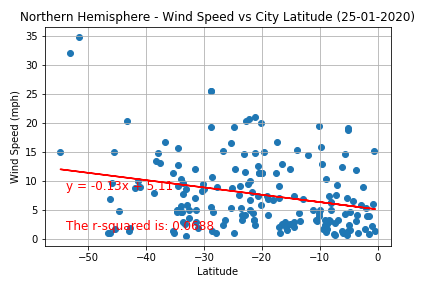 Northern Hemisphere - Wind Speed vs City Latitude (25-01-2020)
35
30
25
20
15
10
5
0
Wind Speed (mph)
y = -0.13x + 5.11
The r-squared is: 0.0688
−50
−40
−30
−20
−10
0
Latitude